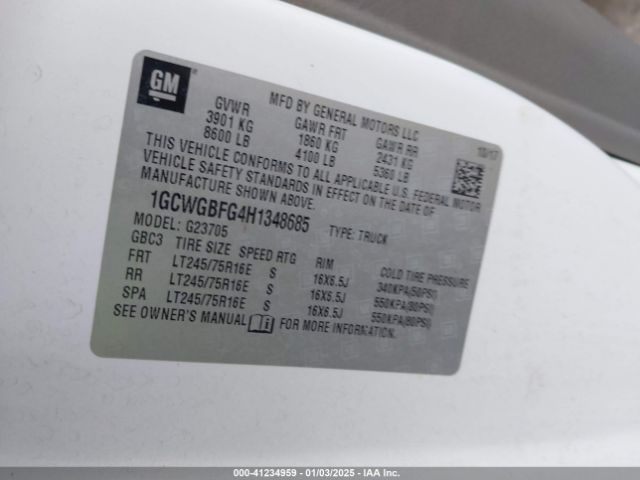 GM
MFD BY GENERAL MOTORS LLC
10/17
GVWR GAWR FRT GAWR RR
3901 KG 1860 KG 2431 KG
8600 LB 4100 LB 5360 LB
THIS VEHICLE CONFORMS TO ALL APPLICABLE U.S. FEDERAL MOTOR
VEHICLE SAFETY STANDARDS IN EFFECT ON THE DATE OF
MANUFACTURE SHOWN ABOVE.
1GCWGBFG4H1348685 TYPE: TRUCK
MODEL: G23705
GBC3 TIRE SIZE SPEED RTG RIM COLD TIRE PRESSURE
FRT LT245/75R16E S 16X6.5J 340KPA(50PSI)
RR LT245/75R16E S 16X6.5J 550KPA(80PSI)
SPA LT245/75R16E S 16X6.5J 550KPA(80PSI)
SEE OWNER'S MANUAL FOR MORE INFORMATION.
000-41234959 - 01/03/2025 - IAA.COM